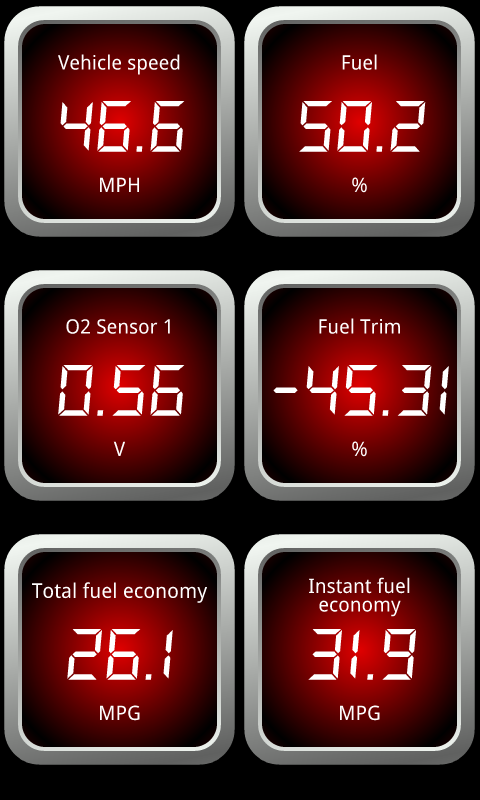 Vehicle speed
46.6
MPH
Fuel
50.2
%
O2 Sensor 1
0.56
V
Fuel Trim
-45.31
%
Total fuel economy
26.1
MPG
Instant fuel
economy
31.9
MPG